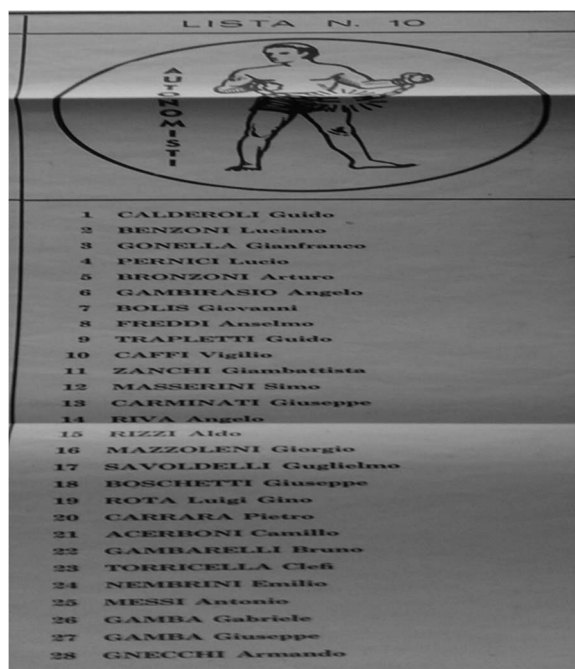 LISTA N. 10
AUTONOMISTI
1 CALDEROLI Guido
2 BENZONI Luciano
3 GONELLA Gianfranco
4 PERNICI Lucio
5 BRONZONI Arturo
6 GAMBIRASIO Angelo
7 BOLIS Giovanni
8 FREDDI Anselmo
9 TRAPLETTI Guido
10 CAFFI Vigilio
11 ZANCHI Giambattista
12 MASSERINI Simo
13 CARMINATI Giuseppe
14 RIVA Angelo
15 RIZZI Aldo
16 MAZZOLENI Giorgio
17 SAVOLDELLI Guglielmo
18 BOSCHETTI Giuseppe
19 ROTA Luigi Gino
20 CARRARA Pietro
21 ACERBONI Camillo
22 GAMBARELLI Bruno
23 TORRICELLA Clefi
24 NEMBRINI Emilio
25 MESSI Antonio
26 GAMBA Gabriele
27 GAMBA Giuseppe
28 GNECCHI Armando